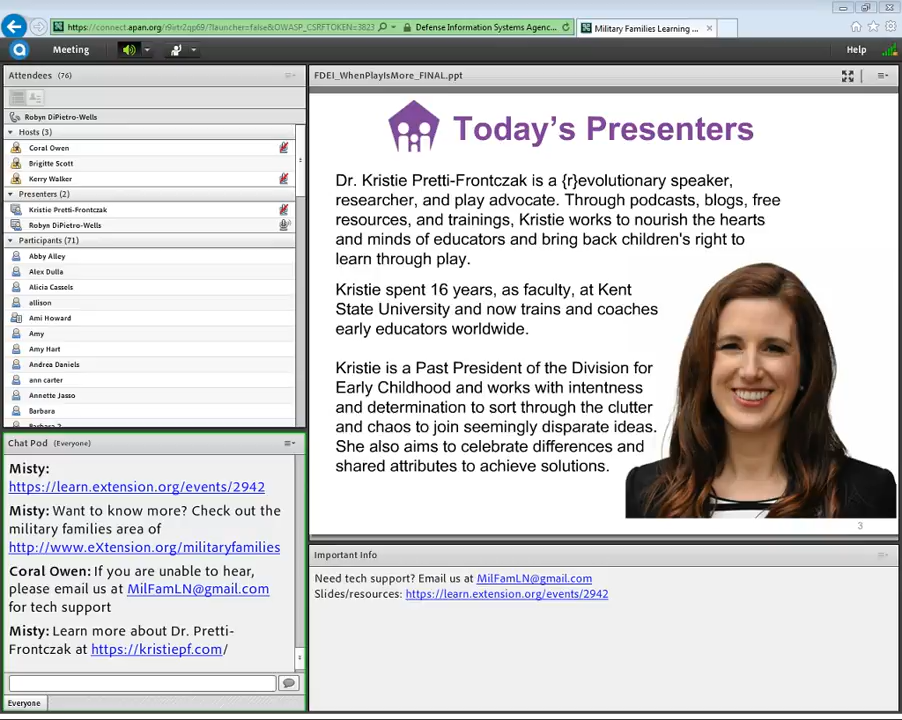 https://connect.apan.org/r9ivtr2qp69/?launcher=false&OWASP_CSRFTOKEN=3823
Defense Information Systems Agenc...
Military Families Learning ...
Meeting
Help
Attendees (76)
Robyn DiPietro-Wells
Hosts (3)
Coral Owen
Brigitte Scott
Kerry Walker
Presenters (2)
Kristie Pretti-Frontczak
Robyn DiPietro-Wells
Participants (71)
Abby Alley
Alex Dulla
Alicia Cassels
allison
Ami Howard
Amy
Amy Hart
Andrea Daniels
ann carter
Annette Jasso
Barbara
Barbara 2
Chat Pod (Everyone)
Misty:
https://learn.extension.org/events/2942
Misty: Want to know more? Check out the
military families area of
http://www.eXtension.org/militaryfamilies
Coral Owen: If you are unable to hear,
please email us at MilFamLN@gmail.com
for tech support
Misty: Learn more about Dr. Pretti-
Frontczak at https://kristiepf.com/
Everyone
FDEI_WhenPlayIsMore_FINAL.ppt
Today's Presenters
Dr. Kristie Pretti-Frontczak is a {r}evolutionary speaker,
researcher, and play advocate. Through podcasts, blogs, free
resources, and trainings, Kristie works to nourish the hearts
and minds of educators and bring back children's right to
learn through play.
Kristie spent 16 years, as faculty, at Kent
State University and now trains and coaches
early educators worldwide.
Kristie is a Past President of the Division for
Early Childhood and works with intentness
and determination to sort through the clutter
and chaos to join seemingly disparate ideas.
She also aims to celebrate differences and
shared attributes to achieve solutions.
3
Important Info
Need tech support? Email us at MilFamLN@gmail.com
Slides/resources: https://learn.extension.org/events/2942